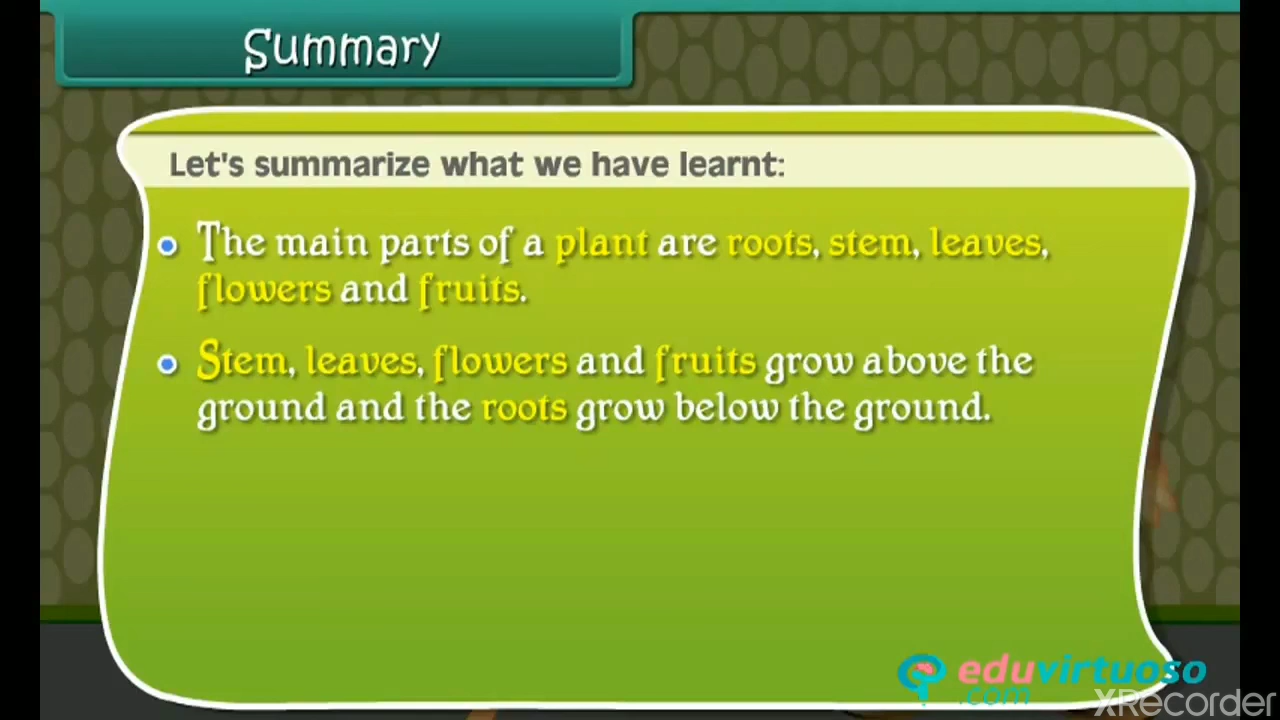 Summary
Let's summarize what we have learnt:
The main parts of a plant are roots, stem, leaves,
flowers and fruits.
Stem, leaves, flowers and fruits grow above the
ground and the roots grow below the ground.
eduvirtuoso
.com
XRecorder